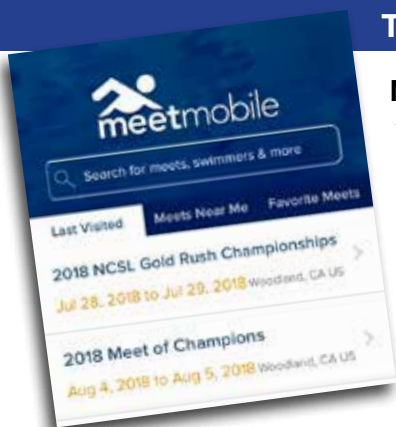 meetmobile
Search for meets, swimmers & more
Last Visited Meets Near Me Favorite Meets
2018 NCSL Gold Rush Championships
Jul 28, 2018 to Jul 29, 2018 Woodland, CA US
2018 Meet of Champions
Aug 4, 2018 to Aug 5, 2018 Woodland, CA US